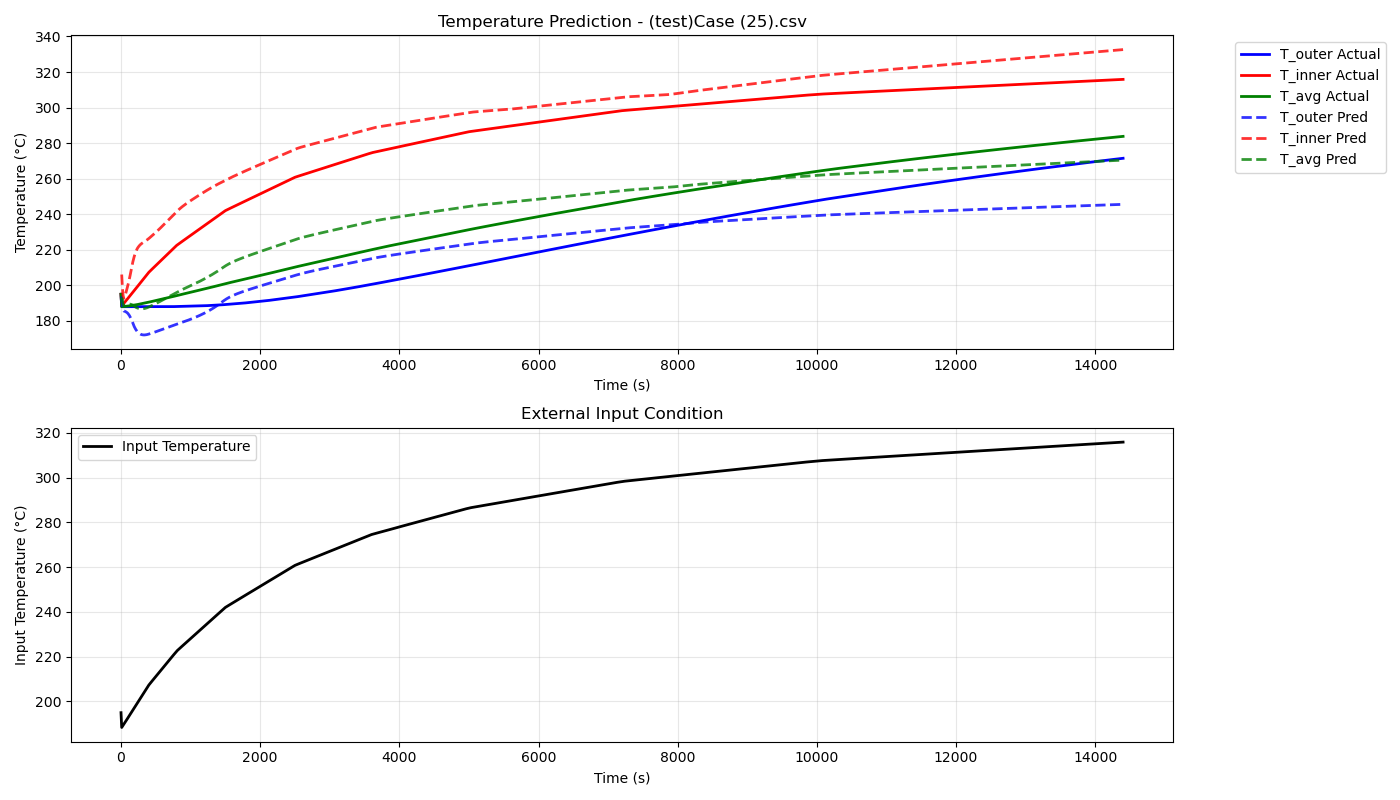 Temperature Prediction - (test)Case (25).csv
Temperature (°C)
340
320
300
280
260
240
220
200
180
0 2000 4000 6000 8000 10000 12000 14000
Time (s)
T_outer Actual
T_inner Actual
T_avg Actual
T_outer Pred
T_inner Pred
T_avg Pred
External Input Condition
Input Temperature
Input Temperature (°C)
320
300
280
260
240
220
200
0 2000 4000 6000 8000 10000 12000 14000
Time (s)